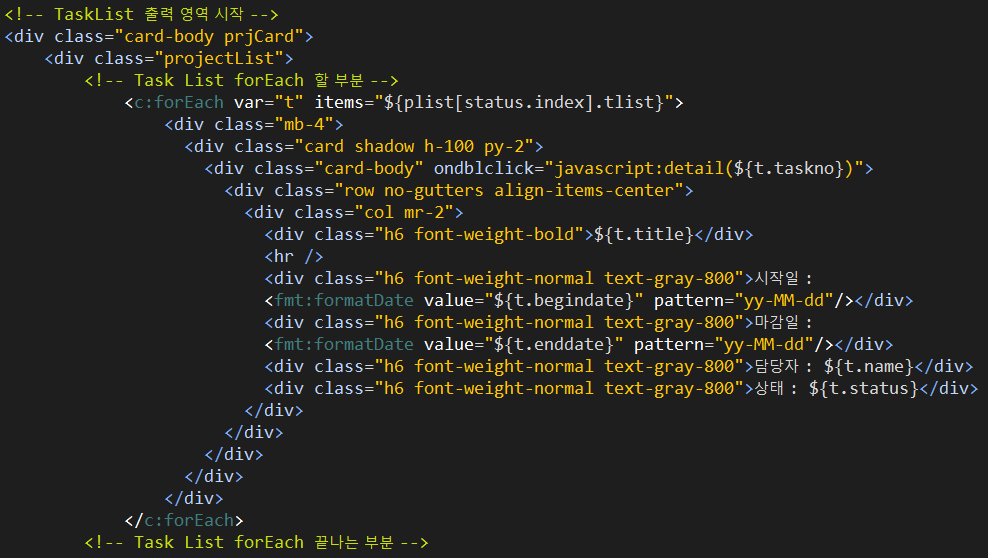 <!-- TaskList 출력 영역 시작 -->
<div class="card-body prjCard">
<div class="projectList">
<!-- Task List forEach 할 부분 -->
<c:forEach var="t" items="${plist[status.index].tlist}">
<div class="mb-4">
<div class="card shadow h-100 py-2">
<div class="card-body" ondblclick="javascript:detail(${t.taskno})">
<div class="row no-gutters align-items-center">
<div class="col mr-2">
<div class="h6 font-weight-bold">${t.title}</div>
<hr />
<div class="h6 font-weight-normal text-gray-800">시작일 :
<fmt:formatDate value="${t.begindate}" pattern="yy-MM-dd"/></div>
<div class="h6 font-weight-normal text-gray-800">마감일 :
<fmt:formatDate value="${t.enddate}" pattern="yy-MM-dd"/></div>
<div class="h6 font-weight-normal text-gray-800">담당자 : ${t.name}</div>
<div class="h6 font-weight-normal text-gray-800">상태 : ${t.status}</div>
</div>
</div>
</div>
</div>
</div>
</c:forEach>
<!-- Task List forEach 끝나는 부분 -->